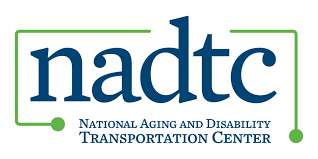 nadtc
National Aging and Disability
Transportation Center